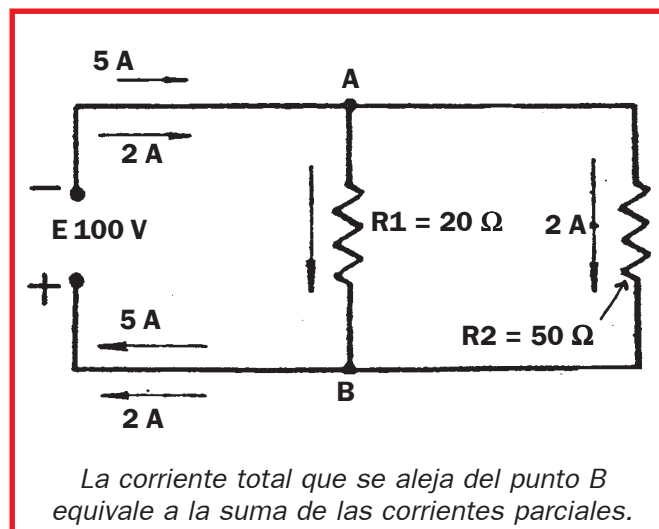 5 A
A
2 A
−
E 100 V
R1 = 20 Ω
2 A
+
5 A
R2 = 50 Ω
B
2 A
La corriente total que se aleja del punto B
equivale a la suma de las corrientes parciales.